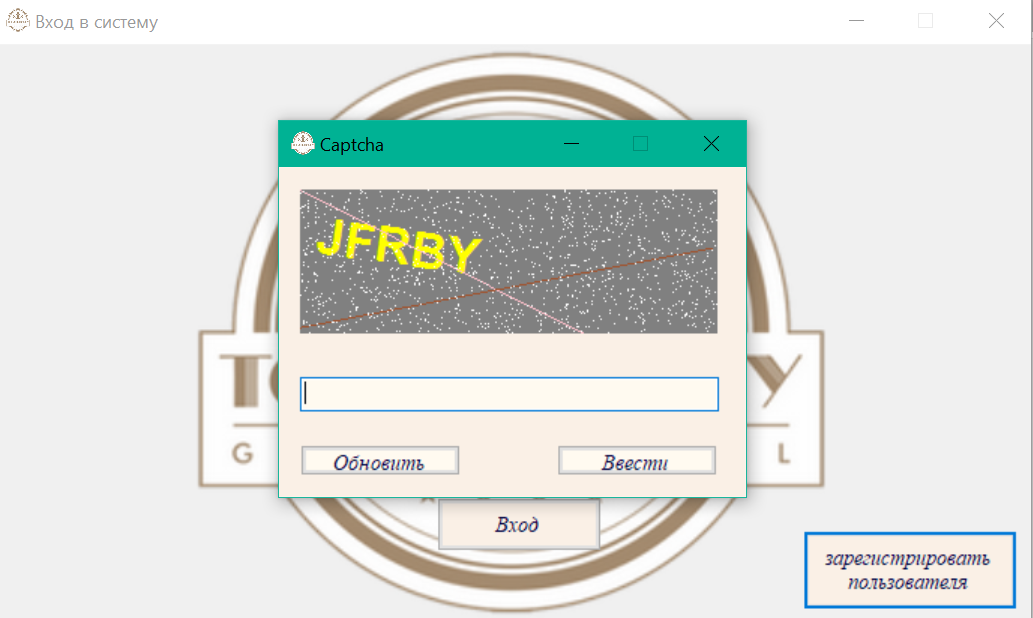 Вход в систему
Captcha
JFRBY
Обновить
Ввести
Вход
зарегистрировать
пользователя